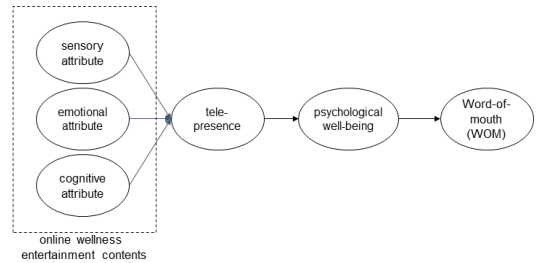 sensory
attribute
emotional
attribute
cognitive
attribute
tele-
presence
psychological
well-being
Word-of-
mouth
(WOM)
online wellness
entertainment contents